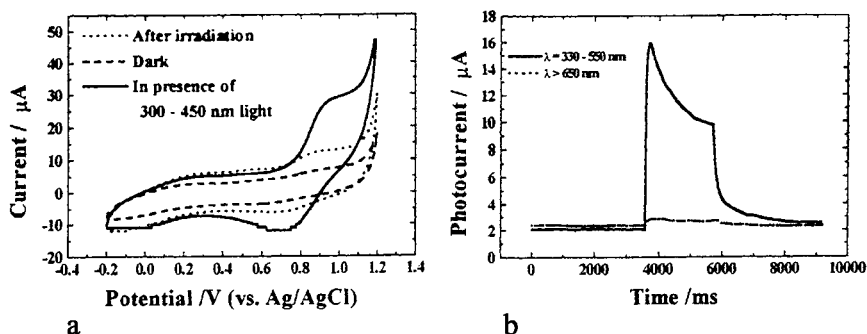 50
40
30
20
10
0
-10
-20
Current / μA
After irradiation
Dark
In presence of
300 - 450 nm light
-0.4 -0.2 0.0 0.2 0.4 0.6 0.8 1.0 1.2 1.4
Potential /V (vs. Ag/AgCl)
a
18
16
14
12
10
8
6
4
2
0
Photocurrent / μA
λ = 330 - 550 nm
λ > 650 nm
0 2000 4000 6000 8000 10000
Time /ms
b